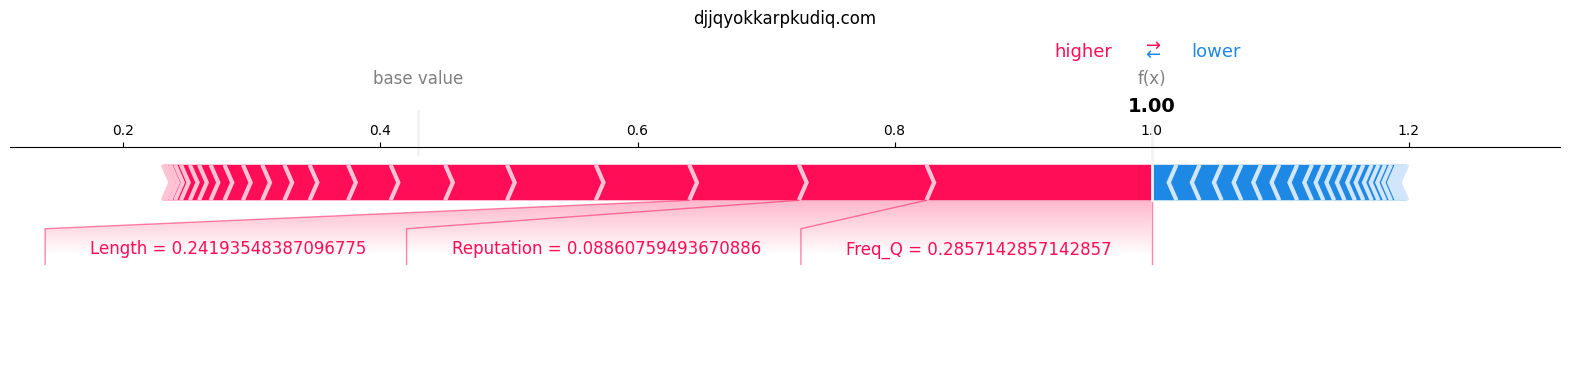 djjqyokkarpkudiq.com
higher → ← lower
base value f(x)
1.00
0.2 0.4 0.6 0.8 1.0 1.2
Length = 0.24193548387096775 Reputation = 0.08860759493670886 Freq_Q = 0.2857142857142857